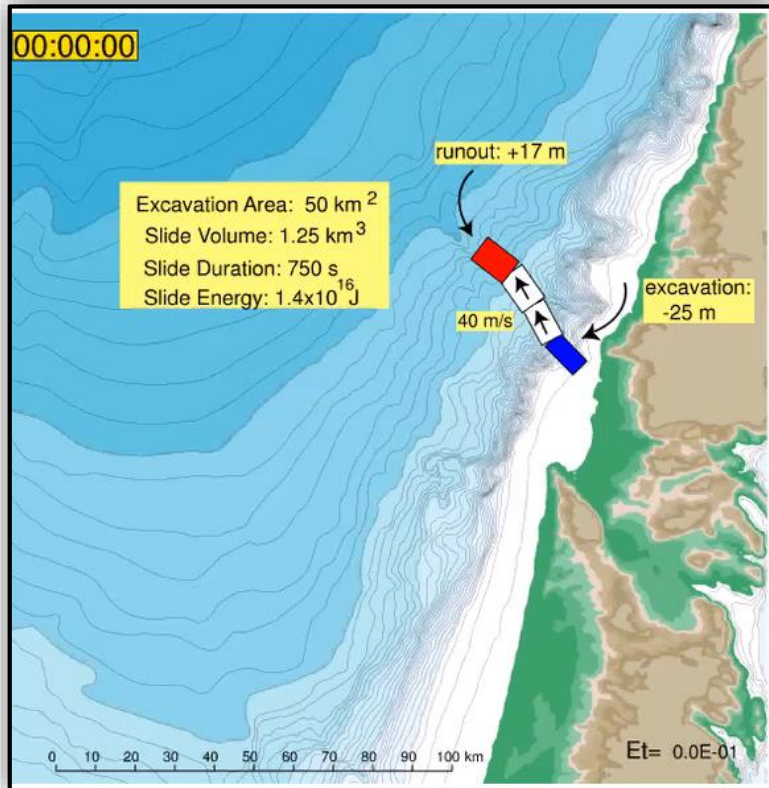 00:00:00
runout: +17 m
Excavation Area: 50 km²
Slide Volume: 1.25 km³
Slide Duration: 750 s
Slide Energy: 1.4x10¹⁶J
excavation:
-25 m
40 m/s
0 10 20 30 40 50 60 70 80 100 km
Et= 0.0E-01